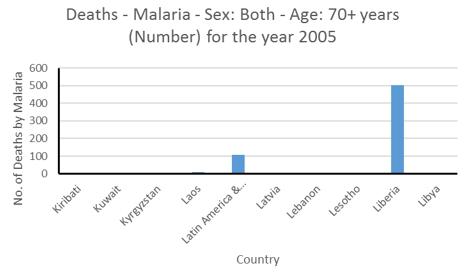 Deaths - Malaria - Sex: Both - Age: 70+ years
(Number) for the year 2005
No. of Deaths by Malaria
600
500
400
300
200
100
0
Kiribati
Kuwait
Kyrgyzstan
Laos
Latin America &...
Latvia
Lebanon
Lesotho
Liberia
Libya
Country